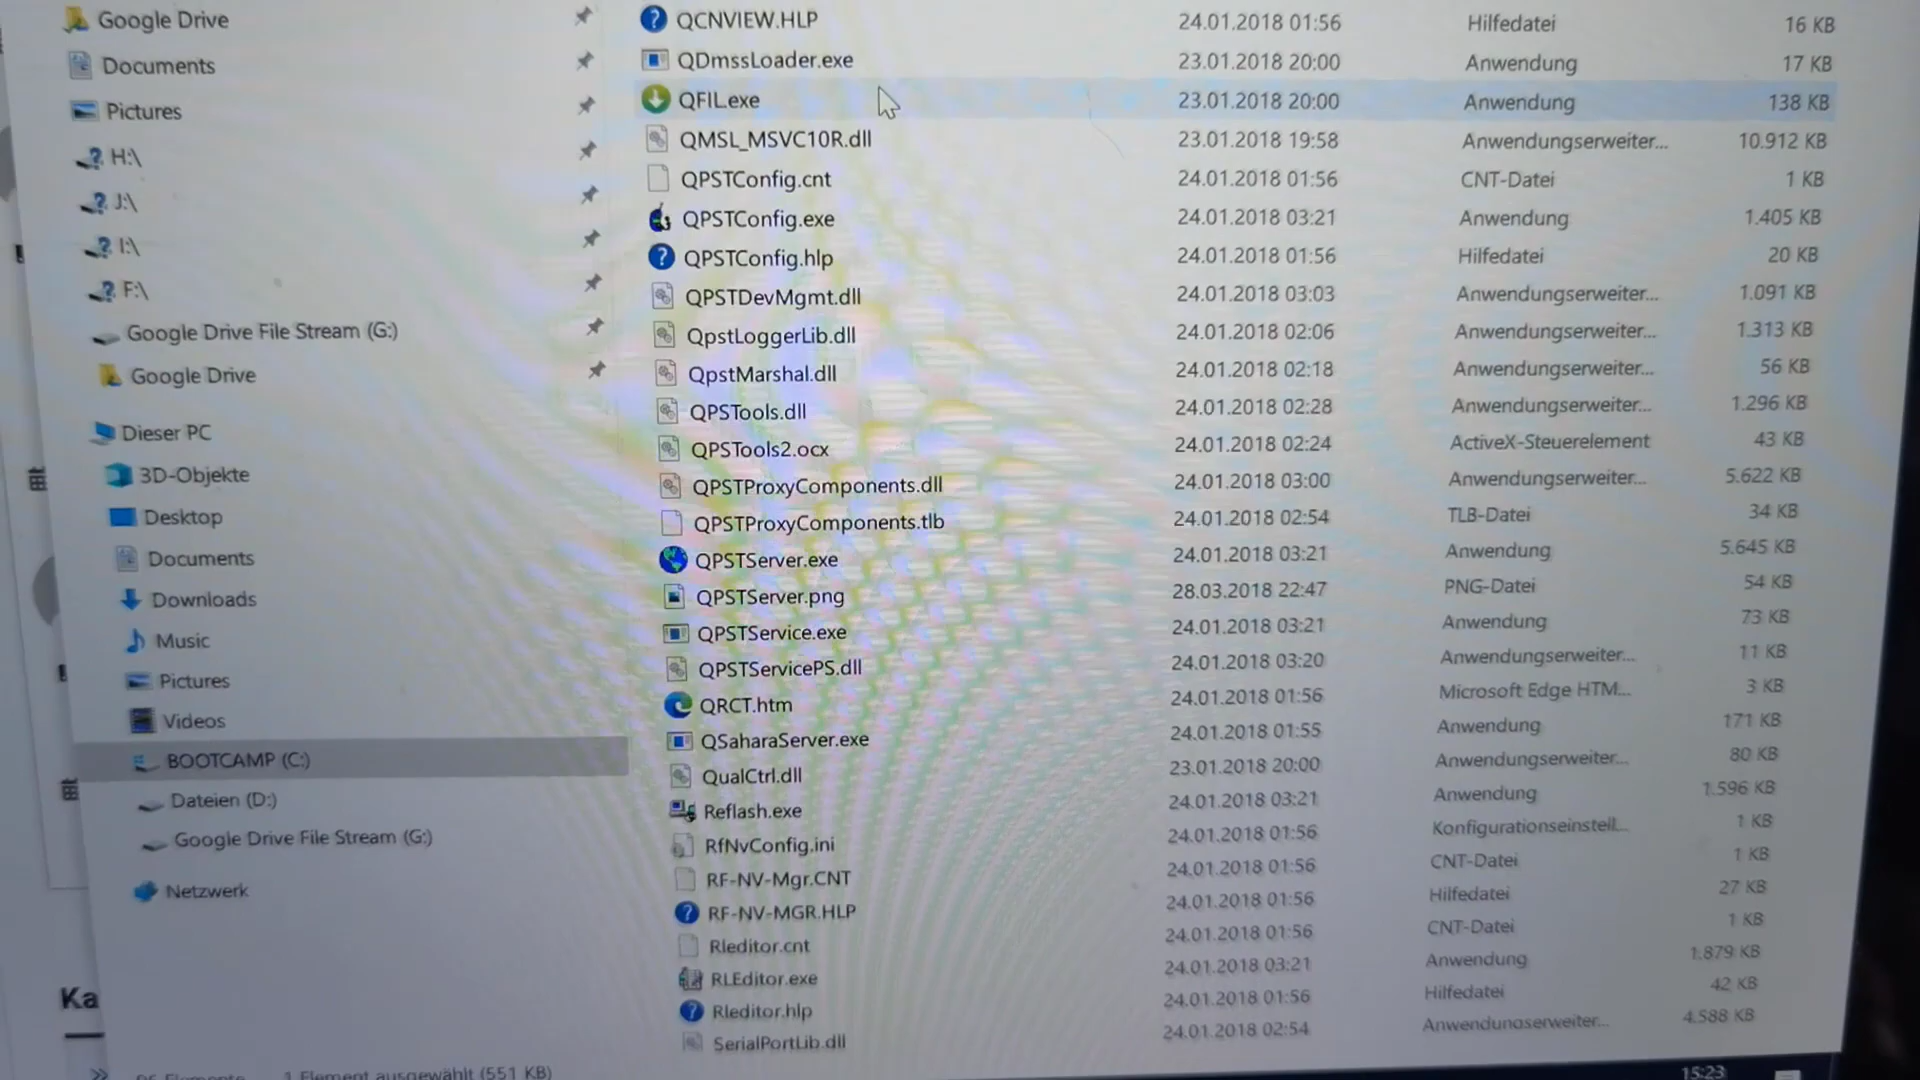 Google Drive
Documents
Pictures
H:\
J:\
I:\
F:\
Google Drive File Stream (G:)
Google Drive
Dieser PC
3D-Objekte
Desktop
Documents
Downloads
Music
Pictures
Videos
BOOTCAMP (C:)
Dateien (D:)
Google Drive File Stream (G:)
Netzwerk
Ka
QCNVIEW.HLP 24.01.2018 01:56 Hilfedatei 16 KB
QDmssLoader.exe 23.01.2018 20:00 Anwendung 17 KB
QFIL.exe 23.01.2018 20:00 Anwendung 138 KB
QMSL_MSVC10R.dll 23.01.2018 19:58 Anwendungserweiter... 10.912 KB
QPSTConfig.cnt 24.01.2018 01:56 CNT-Datei 1 KB
QPSTConfig.exe 24.01.2018 03:21 Anwendung 1.405 KB
QPSTConfig.hlp 24.01.2018 01:56 Hilfedatei 20 KB
QPSTDevMgmt.dll 24.01.2018 03:03 Anwendungserweiter... 1.091 KB
QpstLoggerLib.dll 24.01.2018 02:06 Anwendungserweiter... 1.313 KB
QpstMarshal.dll 24.01.2018 02:18 Anwendungserweiter... 56 KB
QPSTools.dll 24.01.2018 02:28 Anwendungserweiter... 1.296 KB
QPSTools2.ocx 24.01.2018 02:24 ActiveX-Steuerelement 43 KB
QPSTProxyComponents.dll 24.01.2018 03:00 Anwendungserweiter... 5.622 KB
QPSTProxyComponents.tlb 24.01.2018 02:54 TLB-Datei 34 KB
QPSTServer.exe 24.01.2018 03:21 Anwendung 5.645 KB
QPSTServer.png 28.03.2018 22:47 PNG-Datei 54 KB
QPSTService.exe 24.01.2018 03:21 Anwendung 73 KB
QPSTServicePS.dll 24.01.2018 03:20 Anwendungserweiter... 11 KB
QRCT.htm 24.01.2018 01:56 Microsoft Edge HTM... 3 KB
QSaharaServer.exe 24.01.2018 01:55 Anwendung 171 KB
QualCtrl.dll 23.01.2018 20:00 Anwendungserweiter... 80 KB
Reflash.exe 24.01.2018 03:21 Anwendung 1.596 KB
RfNvConfig.ini 24.01.2018 01:56 Konfigurationseinstell... 1 KB
RF-NV-Mgr.CNT 24.01.2018 01:56 CNT-Datei 1 KB
RF-NV-MGR.HLP 24.01.2018 01:56 Hilfedatei 27 KB
Rleditor.cnt 24.01.2018 01:56 CNT-Datei 1 KB
RLEditor.exe 24.01.2018 03:21 Anwendung 1.879 KB
Rleditor.hlp 24.01.2018 01:56 Hilfedatei 42 KB
SerialPortLib.dll 24.01.2018 02:54 Anwendungserweiter... 4.588 KB
Elemente 1 Element ausgewählt (551 KB)
15:23